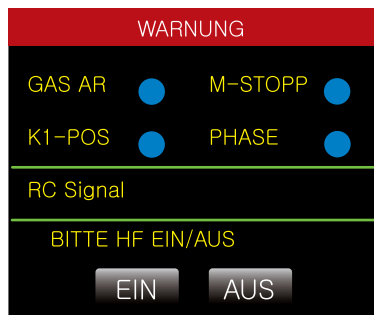 WARNUNG
GAS AR M-STOPP
K1-POS PHASE
RC Signal
BITTE HF EIN/AUS
EIN AUS